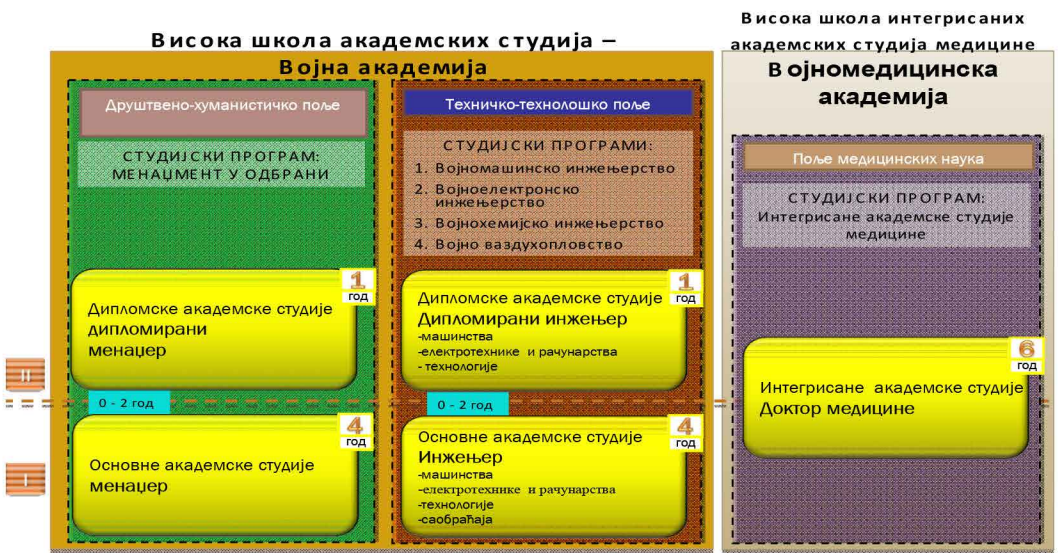 Висока школа академских студија –
Војна академија
Друштвено-хуманистичко поље
СТУДИЈСКИ ПРОГРАМ:
МЕНАЏМЕНТ У ОДБРАНИ
1
год
Дипломске академске студије
дипломирани
менаџер
0 - 2 год
4
год
Основне академске студије
менаџер
Техничко-технолошко поље
СТУДИЈСКИ ПРОГРАМИ:
1. Војномашинско инжењерство
2. Војноелектронско
инжењерство
3. Војнохемијско инжењерство
4. Војно ваздухопловство
1
год
Дипломске академске студије
Дипломирани инжењер
-машинства
-електротехнике и рачунарства
- технологије
0 - 2 год
4
год
Основне академске студије
Инжењер
-машинства
-електротехнике и рачунарства
-технологије
-саобраћаја
Висока школа интегрисаних
академских студија медицине
Војномедицинска
академија
Поље медицинских наука
СТУДИЈСКИ ПРОГРАМ:
Интегрисане академске студије
медицине
6
год
Интегрисане академске студије
Доктор медицине
II
I